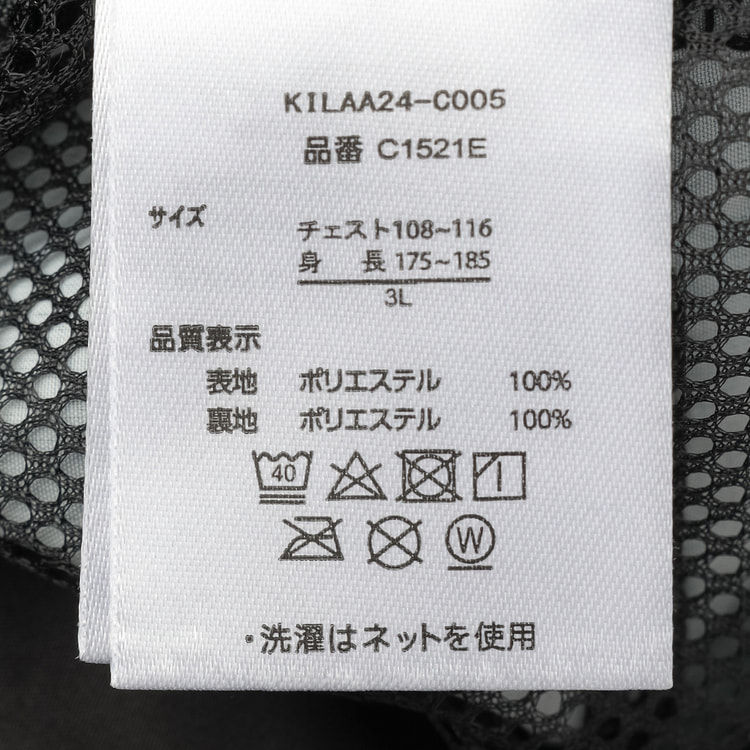 KILAA24-C005
品番 C1521E
サイズ
チェスト108~116
身 長 175~185
3L
品質表示
表地 ポリエステル 100%
裏地 ポリエステル 100%
40
W
・洗濯はネットを使用